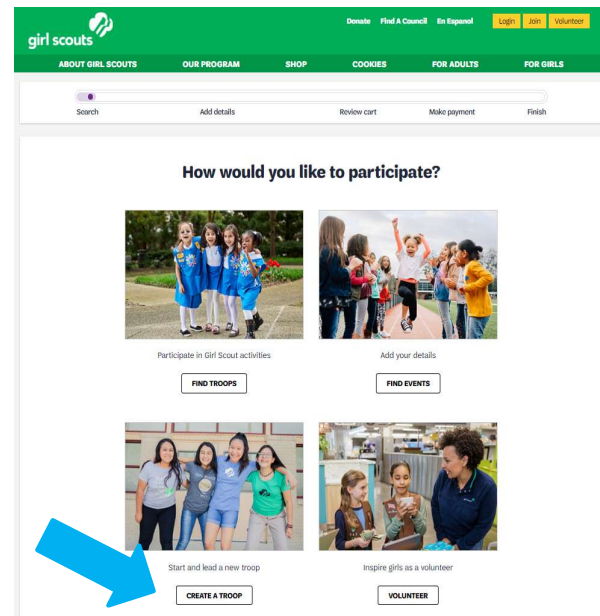 Donate Find A Council En Espanol Login Join Volunteer
girl scouts
ABOUT GIRL SCOUTS OUR PROGRAM SHOP COOKIES FOR ADULTS FOR GIRLS
Search Add details Review cart Make payment Finish
How would you like to participate?
Participate in Girl Scout activities Add your details
FIND TROOPS FIND EVENTS
Start and lead a new troop Inspire girls as a volunteer
CREATE A TROOP VOLUNTEER